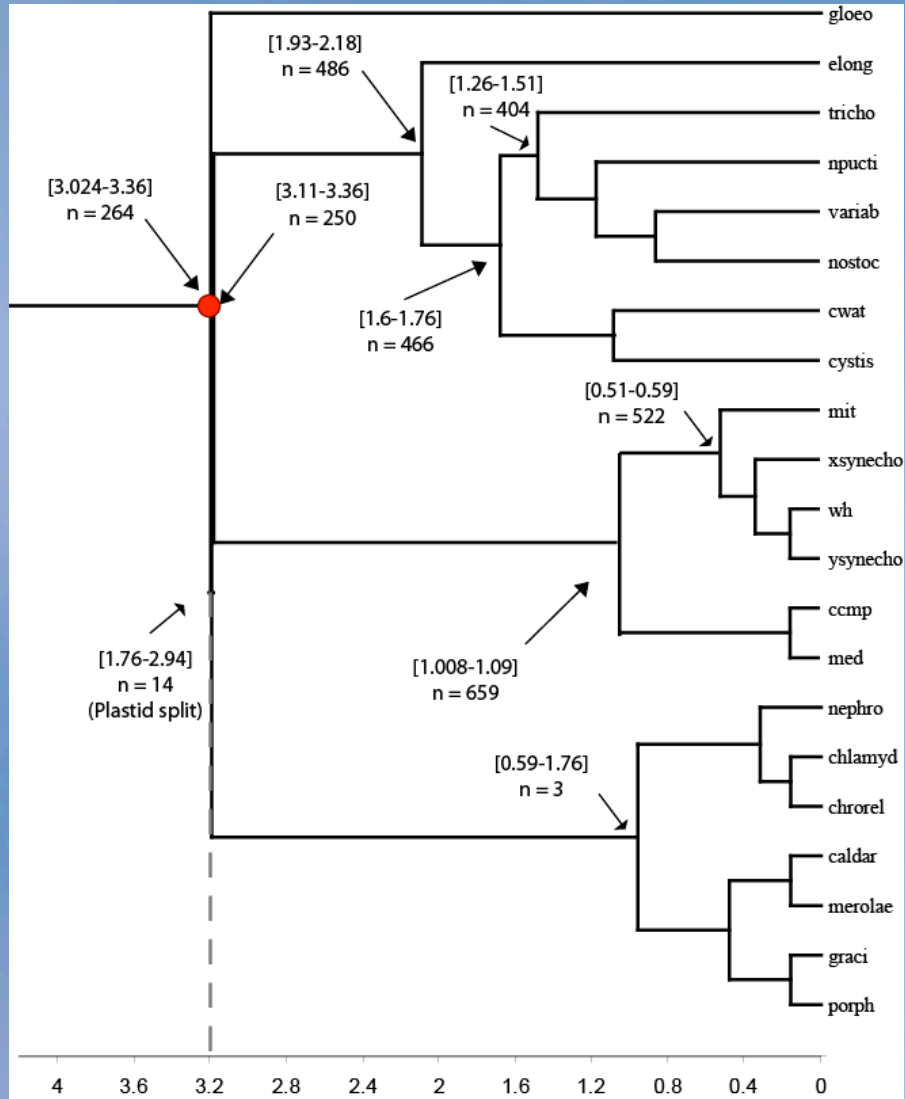 gloeo
[1.93-2.18]
n = 486
elong
[1.26-1.51]
n = 404
tricho
npucti
[3.024-3.36]
n = 264
[3.11-3.36]
n = 250
variab
nostoc
[1.6-1.76]
n = 466
cwat
cystis
[0.51-0.59]
n = 522
mit
xsynecho
wh
ysynecho
ccmp
med
[1.76-2.94]
n = 14
(Plastid split)
[1.008-1.09]
n = 659
nephro
chlamyd
chrorel
[0.59-1.76]
n = 3
caldar
merolae
graci
porph
4 3.6 3.2 2.8 2.4 2 1.6 1.2 0.8 0.4 0